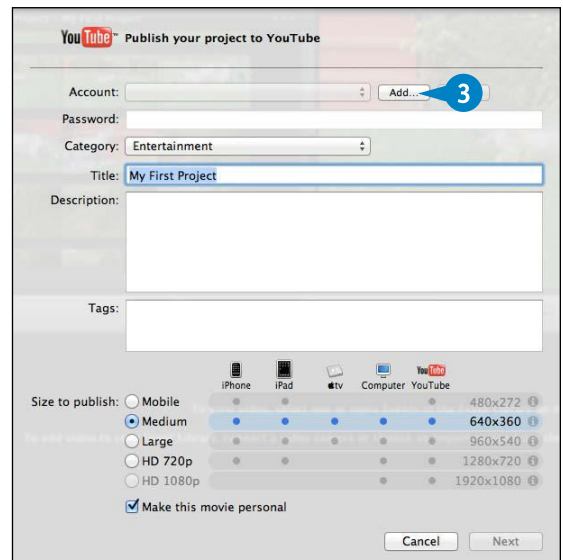 YouTube™ Publish your project to YouTube
Account: Add... 3
Password:
Category: Entertainment
Title: My First Project
Description:
Tags:
iPhone iPad tv Computer YouTube
Size to publish: Mobile 480x272
Medium 640x360
Large 960x540
HD 720p 1280x720
HD 1080p 1920x1080
Make this movie personal
Cancel Next